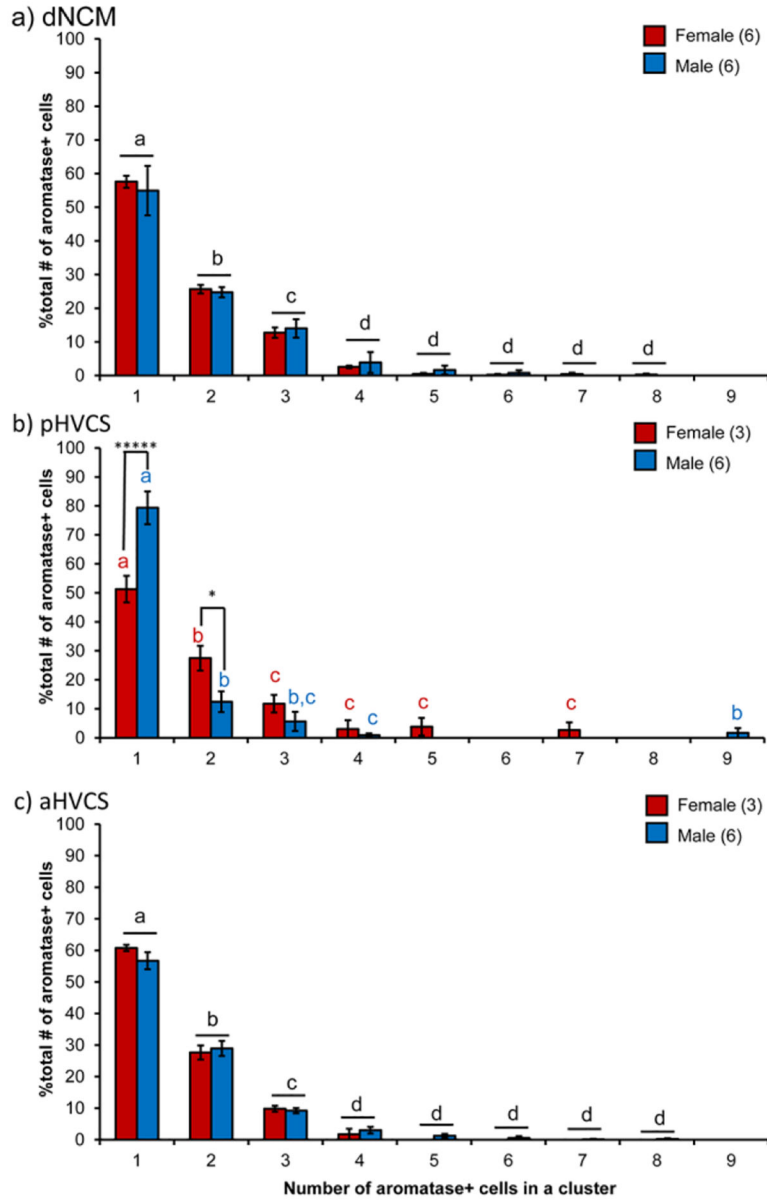 a) dNCM
Female (6)
Male (6)
%total # of aromatase+ cells
100
90
80
70
60
50
40
30
20
10
0
a
b
c
d
d
d
d
d
1 2 3 4 5 6 7 8 9
b) pHVCS
Female (3)
Male (6)
%total # of aromatase+ cells
100
90
80
70
60
50
40
30
20
10
0
*****
a
a
*
b
b
c
b,c
c
c
c
c
b
1 2 3 4 5 6 7 8 9
c) aHVCS
Female (3)
Male (6)
%total # of aromatase+ cells
100
90
80
70
60
50
40
30
20
10
0
a
b
c
d
d
d
d
d
1 2 3 4 5 6 7 8 9
Number of aromatase+ cells in a cluster